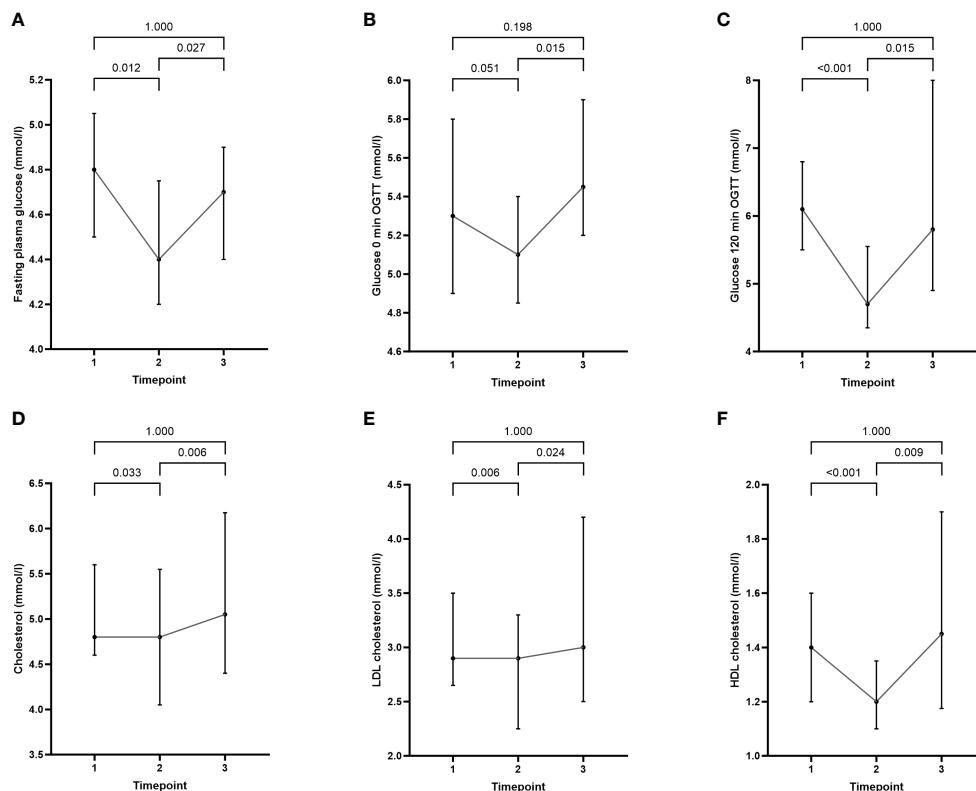 A
1.000
0.027
0.012
5.2
5.0
4.8
4.6
4.4
4.2
4.0
Fasting plasma glucose (mmol/l)
1 2 3
Timepoint
B
0.198
0.015
0.051
6.0
5.8
5.6
5.4
5.2
5.0
4.8
4.6
Glucose 0 min OGTT (mmol/l)
1 2 3
Timepoint
C
1.000
0.015
<0.001
8
7
6
5
4
Glucose 120 min OGTT (mmol/l)
1 2 3
Timepoint
D
1.000
0.006
0.033
6.5
6.0
5.5
5.0
4.5
4.0
3.5
Cholesterol (mmol/l)
1 2 3
Timepoint
E
1.000
0.024
0.006
5.0
4.5
4.0
3.5
3.0
2.5
2.0
LDL cholesterol (mmol/l)
1 2 3
Timepoint
F
1.000
0.009
<0.001
2.0
1.8
1.6
1.4
1.2
1.0
HDL cholesterol (mmol/l)
1 2 3
Timepoint